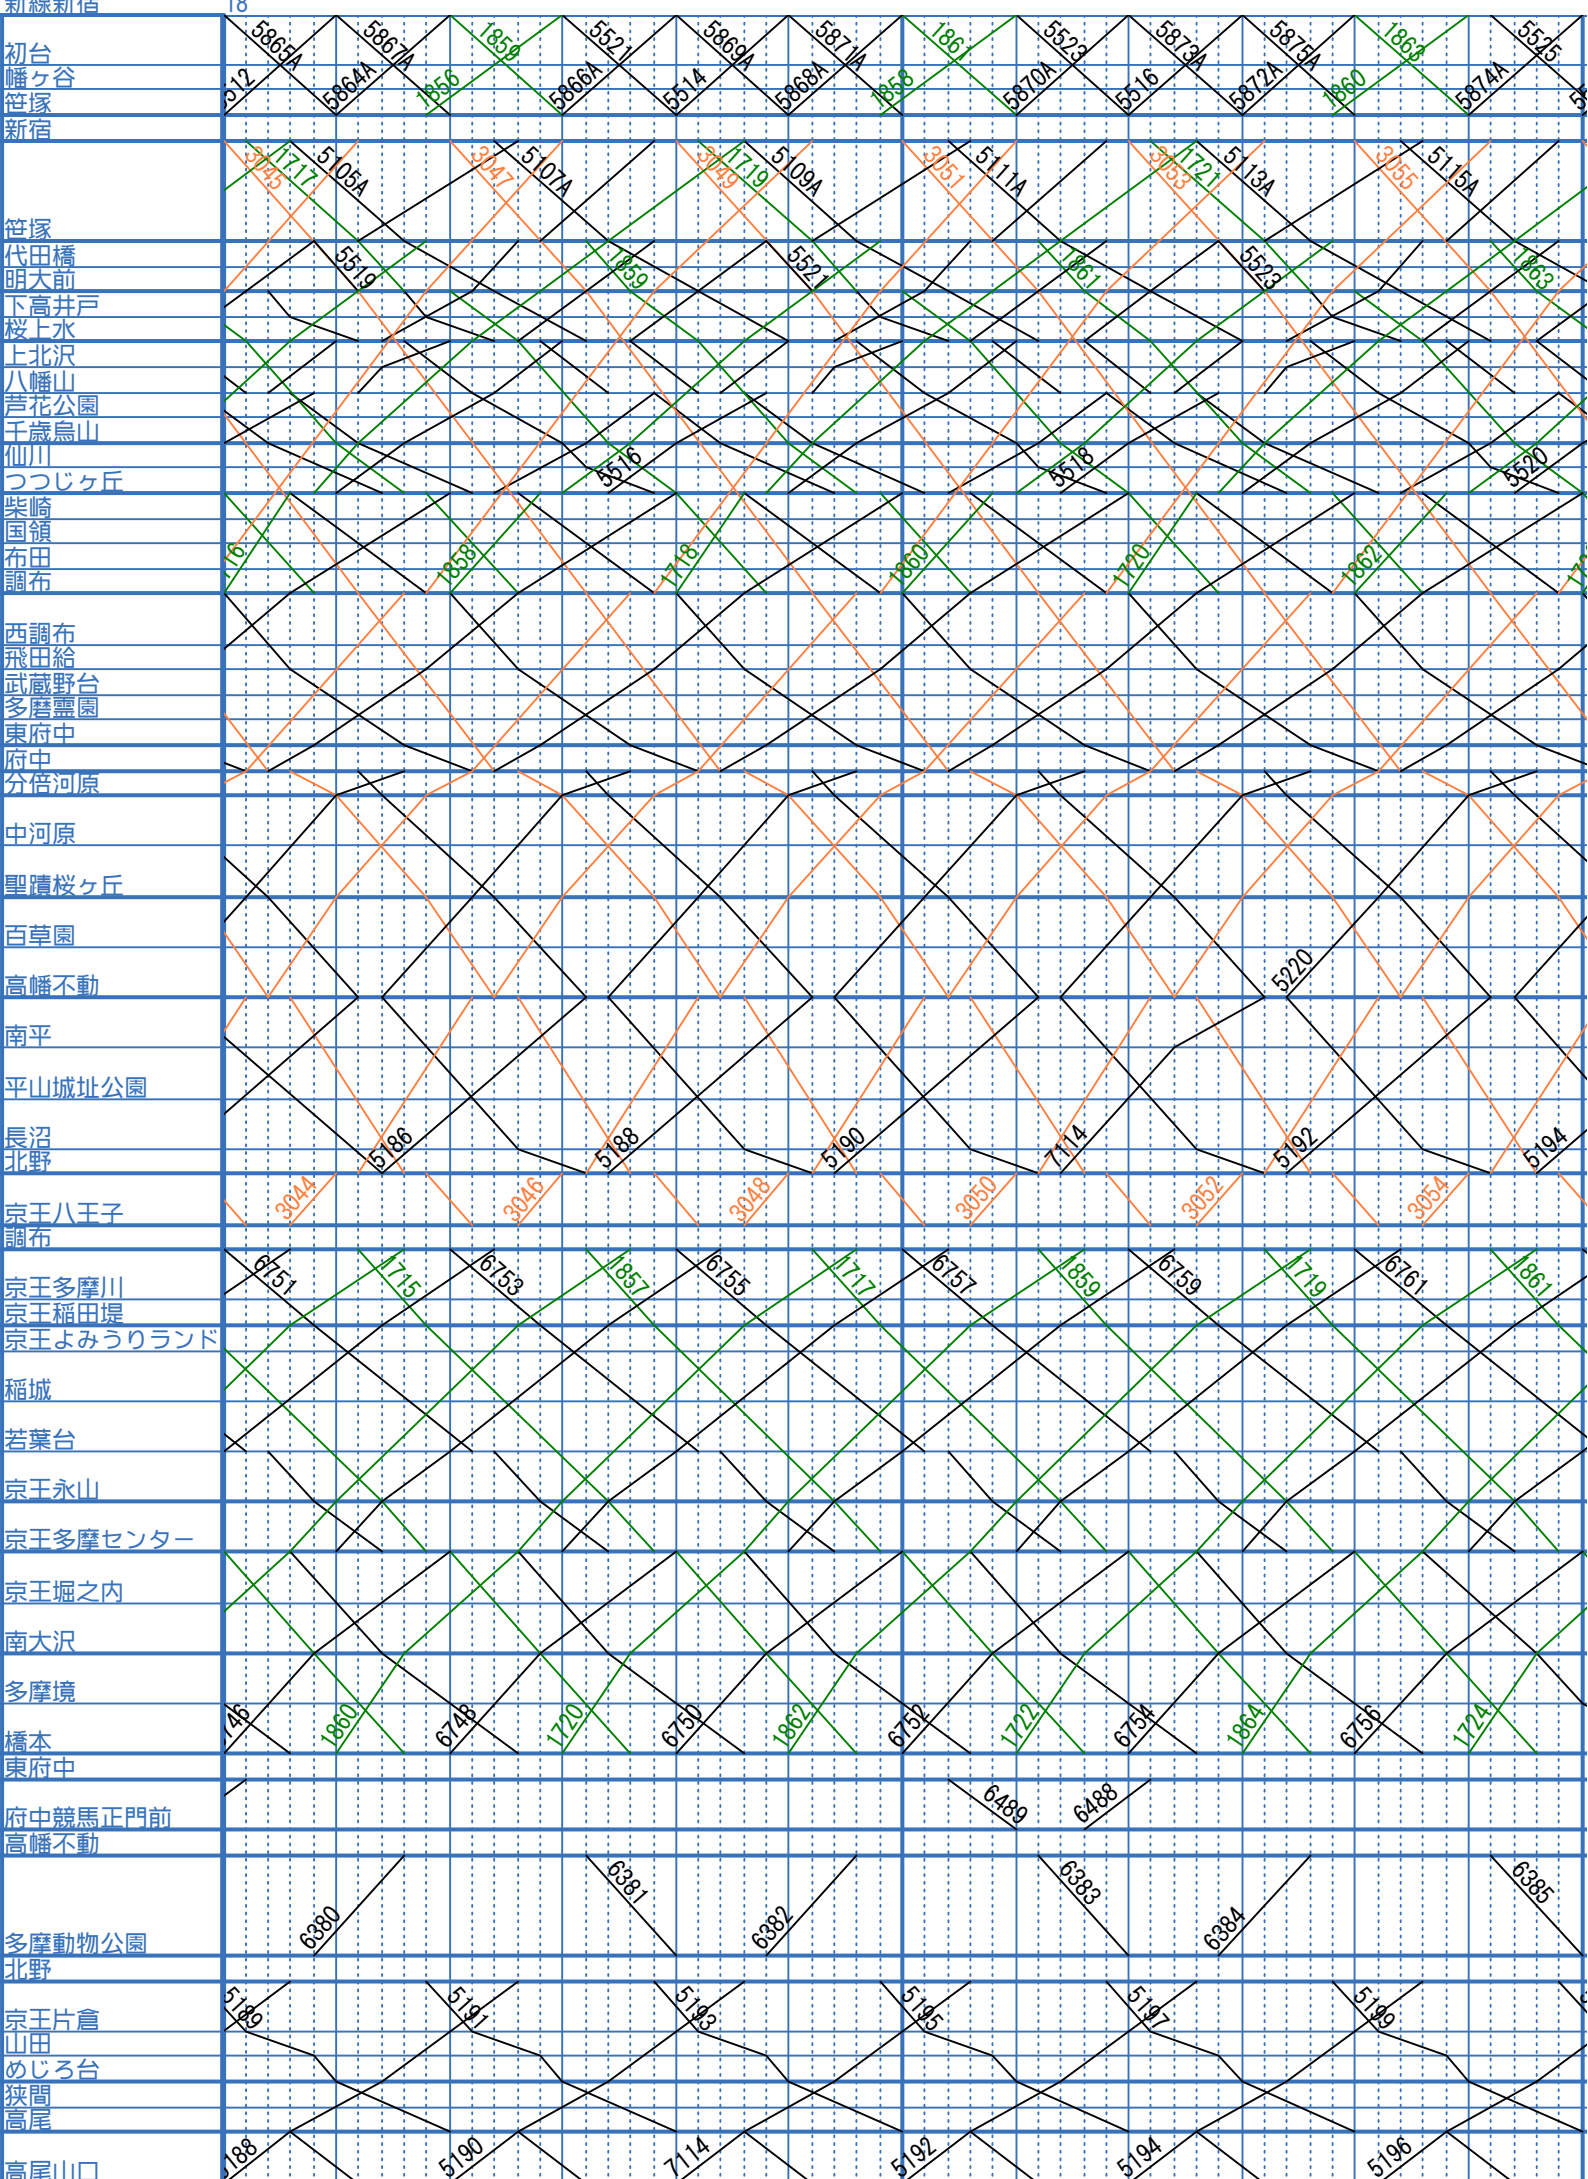 新線新宿 18
初台
幡ヶ谷
笹塚
5865A 5867A 1859 5521 5869A 5871A 1861 5523 5873A 5875A 1863 5525
512 5864A 1856 5866A 5514 5868A 1858 5870A 5516 5872A 1860 5874A
新宿
3045 1717 5105A 3047 5107A 3049 1719 5109A 3051 5111A 3053 1721 5113A 3055 5115A
笹塚
代田橋
明大前
5519 1859 5521 1861 5523 1863
下高井戸
桜上水
上北沢
八幡山
芦花公園
千歳烏山
仙川
つつじヶ丘
5516 5518 5520
柴崎
国領
布田
調布
1858 1718 1860 1720 1862
西調布
飛田給
武蔵野台
多磨霊園
東府中
府中
分倍河原
中河原
聖蹟桜ヶ丘
百草園
高幡不動
5220
南平
平山城址公園
長沼
北野
5186 5188 5190 7114 5192 5194
京王八王子
3044 3046 3048 3050 3052 3054
調布
京王多摩川
6751 1715 6753 1857 6755 1717 6757 1859 6759 1719 6761 1861
京王稲田堤
京王よみうりランド
稲城
若葉台
京王永山
京王多摩センター
京王堀之内
南大沢
多摩境
橋本
746 1860 6748 1720 6750 1862 6752 1722 6754 1864 6756 1724
東府中
府中競馬正門前
6489 6488
高幡不動
6381 6383 6385
多摩動物公園
6380 6382 6384
北野
京王片倉
5189 5191 5193 5195 5197 5199
山田
めじろ台
狭間
高尾
高尾山口
188 5190 7114 5192 5194 5196